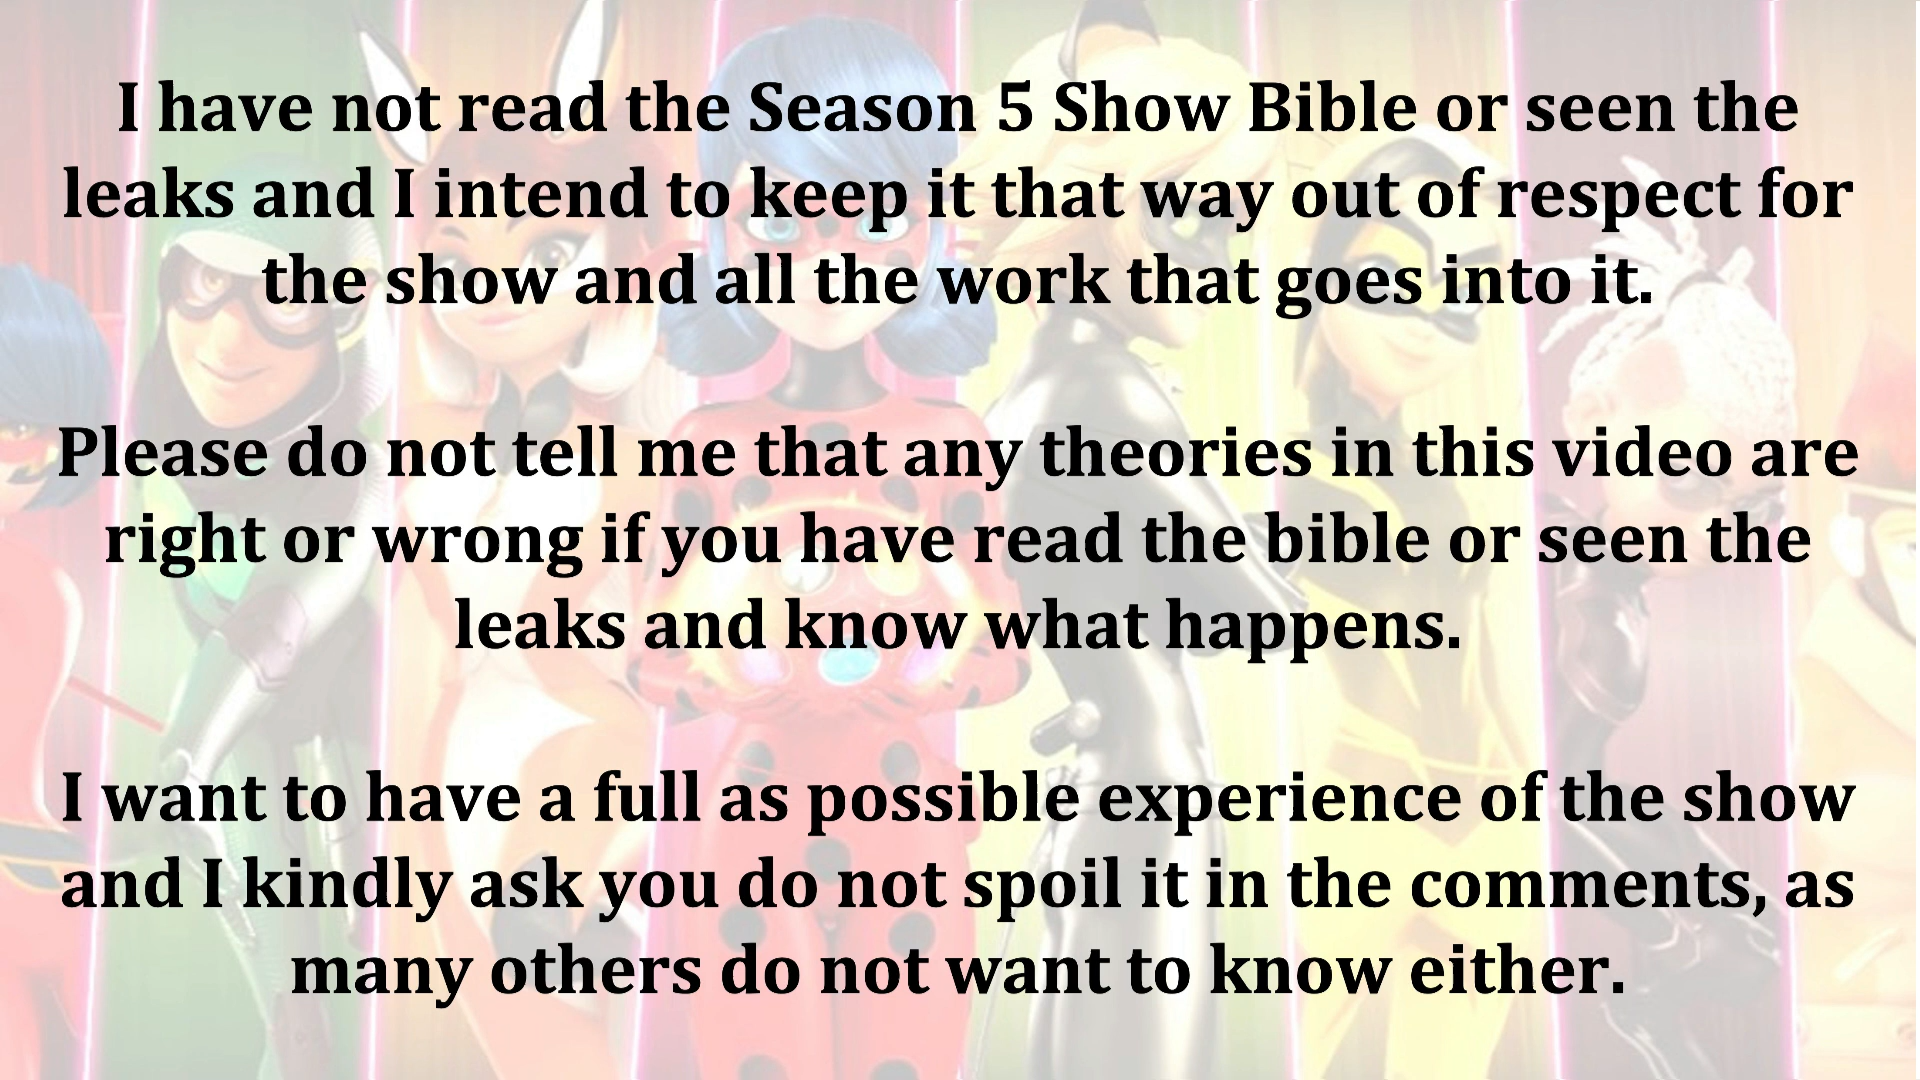 I have not read the Season 5 Show Bible or seen the
leaks and I intend to keep it that way out of respect for
the show and all the work that goes into it.
Please do not tell me that any theories in this video are
right or wrong if you have read the bible or seen the
leaks and know what happens.
I want to have a full as possible experience of the show
and I kindly ask you do not spoil it in the comments, as
many others do not want to know either.